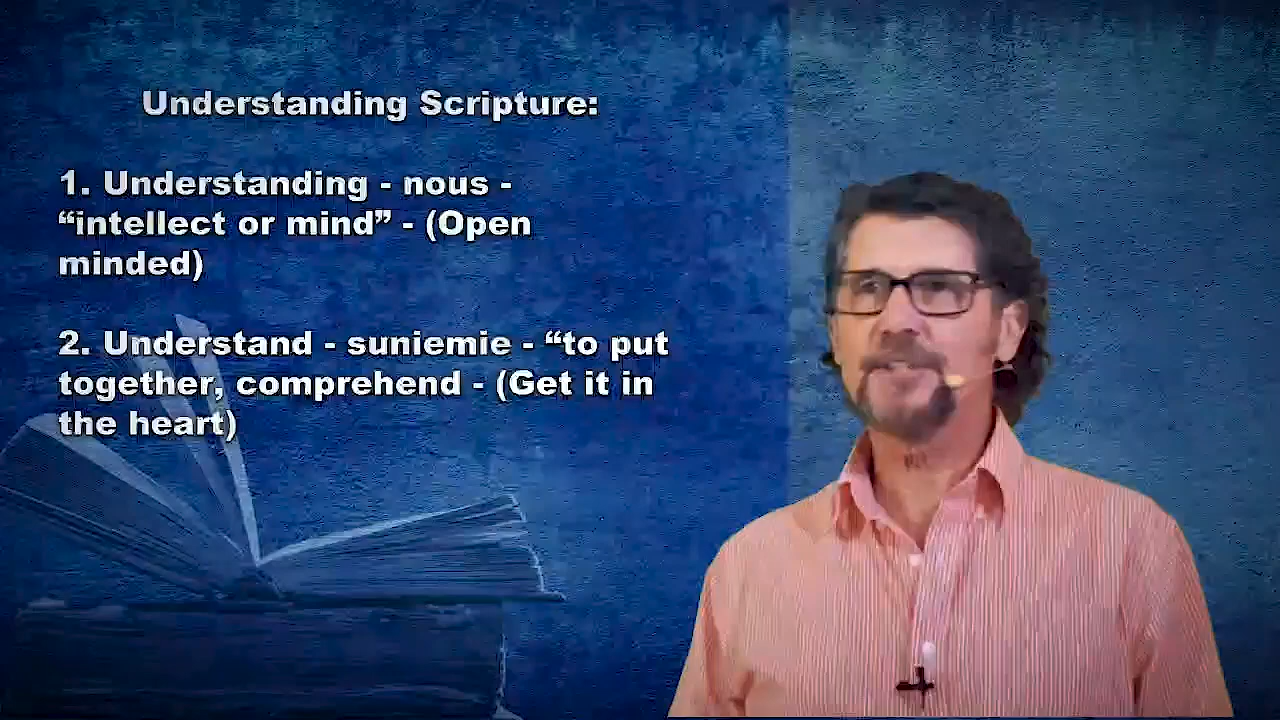 Understanding Scripture:
1. Understanding - nous -
“intellect or mind” - (Open
minded)
2. Understand - suniemie - “to put
together, comprehend - (Get it in
the heart)